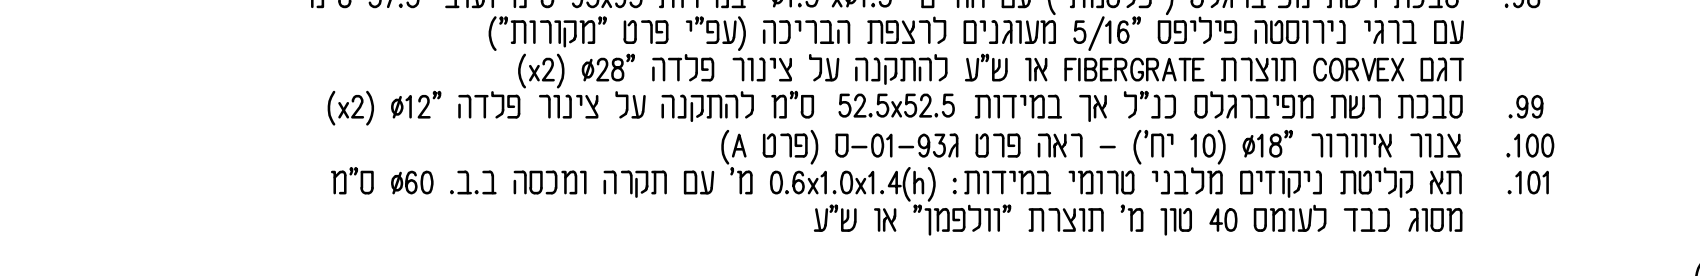 עם ברגי נירוסטה פיליפס "5/16 מעוגנים לרצפת הבריכה (עפ"י פרט "מקורות")
דגם CORVEX תוצרת FIBERGRATE או ש"ע להתקנה על צינור פלדה "ø28 (x2)
99. סבכת רשת מפיברגלס כנ"ל אך במידות 52.5x52.5 ס"מ להתקנה על צינור פלדה "ø12 (x2)
100. צנור איוורור "ø18 (10 יח') – ראה פרט ג93-01-ס (פרט A)
101. תא קליטת ניקוזים מלבני טרומי במידות: 0.6x1.0x1.4(h) מ' עם תקרה ומכסה ב.ב. ø60 ס"מ
מסוג כבד לעומס 40 טון מ' תוצרת "וולפמן" או ש"ע